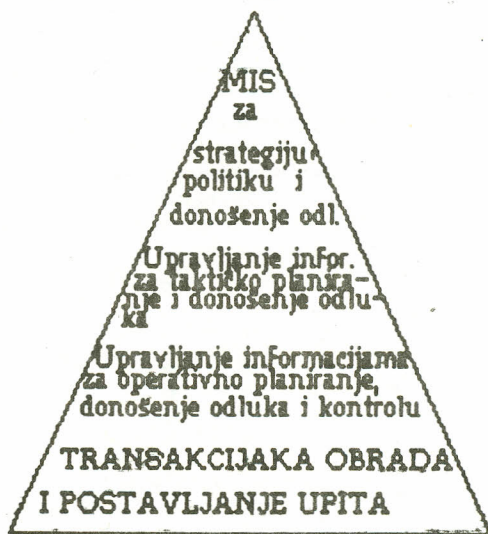 MIS
za
strategiju
politiku i
donošenje odl.
Upravljanje infor.
za taktičko planira-
nje i donošenje odlu-
ka
Upravljanje informacijama
za operativno planiranje,
donošenje odluka i kontrolu
TRANSAKCIJAKA OBRADA
I POSTAVLJANJE UPITA